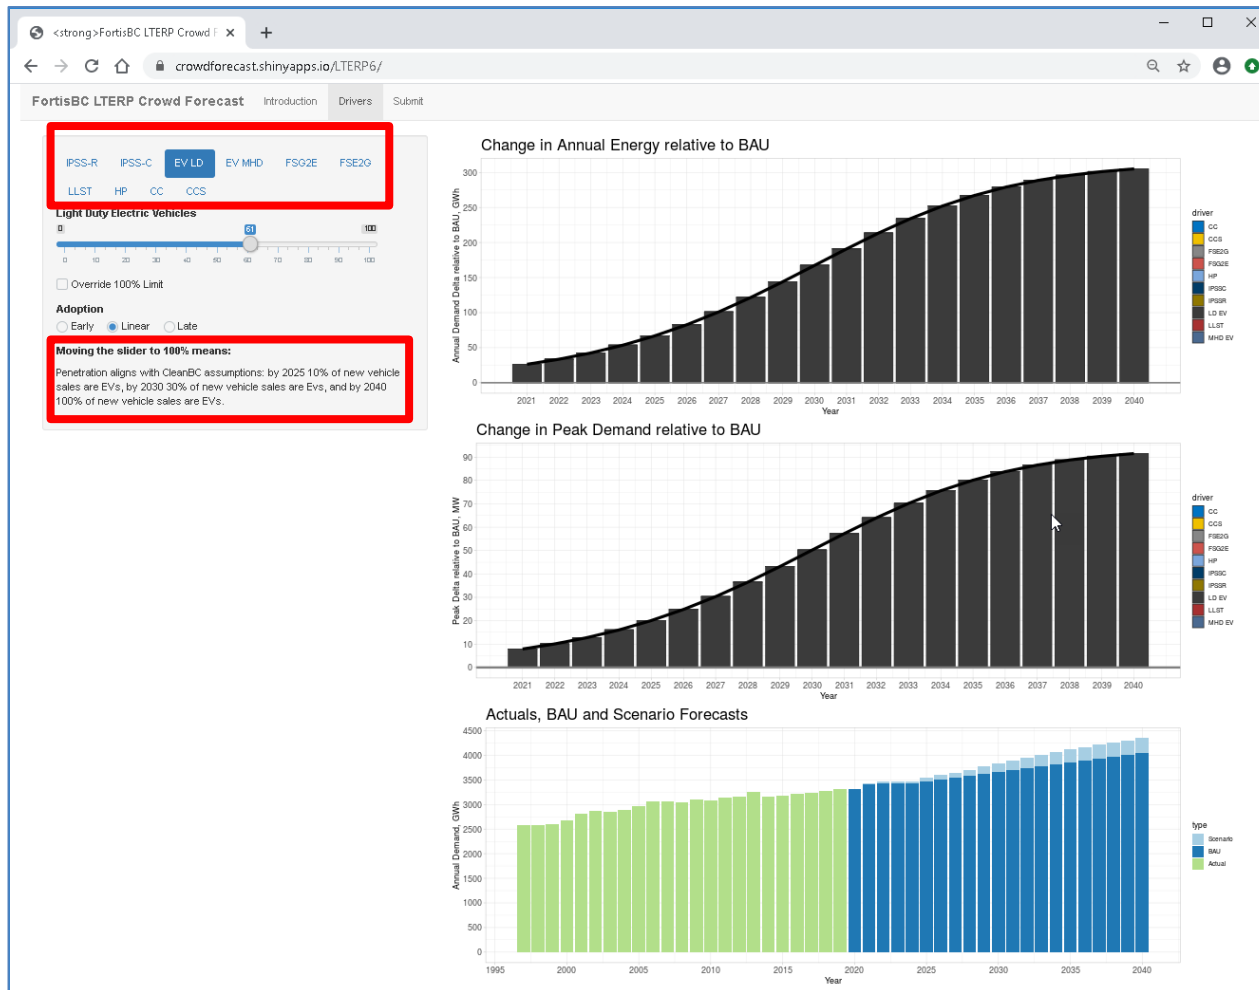 <strong>FortisBC LTERP Crowd F
crowdforecast.shinyapps.io/LTERP6/
FortisBC LTERP Crowd Forecast Introduction Drivers Submit
IPSS-R IPSS-C EV LD EV MHD FSG2E FSE2G
LLST HP CC CCS
Light Duty Electric Vehicles
0 61 100
0 10 20 30 40 50 60 70 80 90 100
Override 100% Limit
Adoption
Early Linear Late
Moving the slider to 100% means:
Penetration aligns with CleanBC assumptions: by 2025 10% of new vehicle
sales are EVs, by 2030 30% of new vehicle sales are Evs, and by 2040
100% of new vehicle sales are EVs.
Change in Annual Energy relative to BAU
Annual Demand Delta relative to BAU, GWh
300
250
200
150
100
50
0
2021 2022 2023 2024 2025 2026 2027 2028 2029 2030 2031 2032 2033 2034 2035 2036 2037 2038 2039 2040
Year
driver
CC
CCS
FSE2G
FSG2E
HP
IPSSC
IPSSR
LD EV
LLST
MHD EV
Change in Peak Demand relative to BAU
Peak Delta relative to BAU, MW
90
80
70
60
50
40
30
20
10
0
2021 2022 2023 2024 2025 2026 2027 2028 2029 2030 2031 2032 2033 2034 2035 2036 2037 2038 2039 2040
Year
driver
CC
CCS
FSE2G
FSG2E
HP
IPSSC
IPSSR
LD EV
LLST
MHD EV
Actuals, BAU and Scenario Forecasts
Annual Demand, GWh
4500
4000
3500
3000
2500
2000
1500
1000
500
0
1995 2000 2005 2010 2015 2020 2025 2030 2035 2040
Year
type
Scenario
BAU
Actual